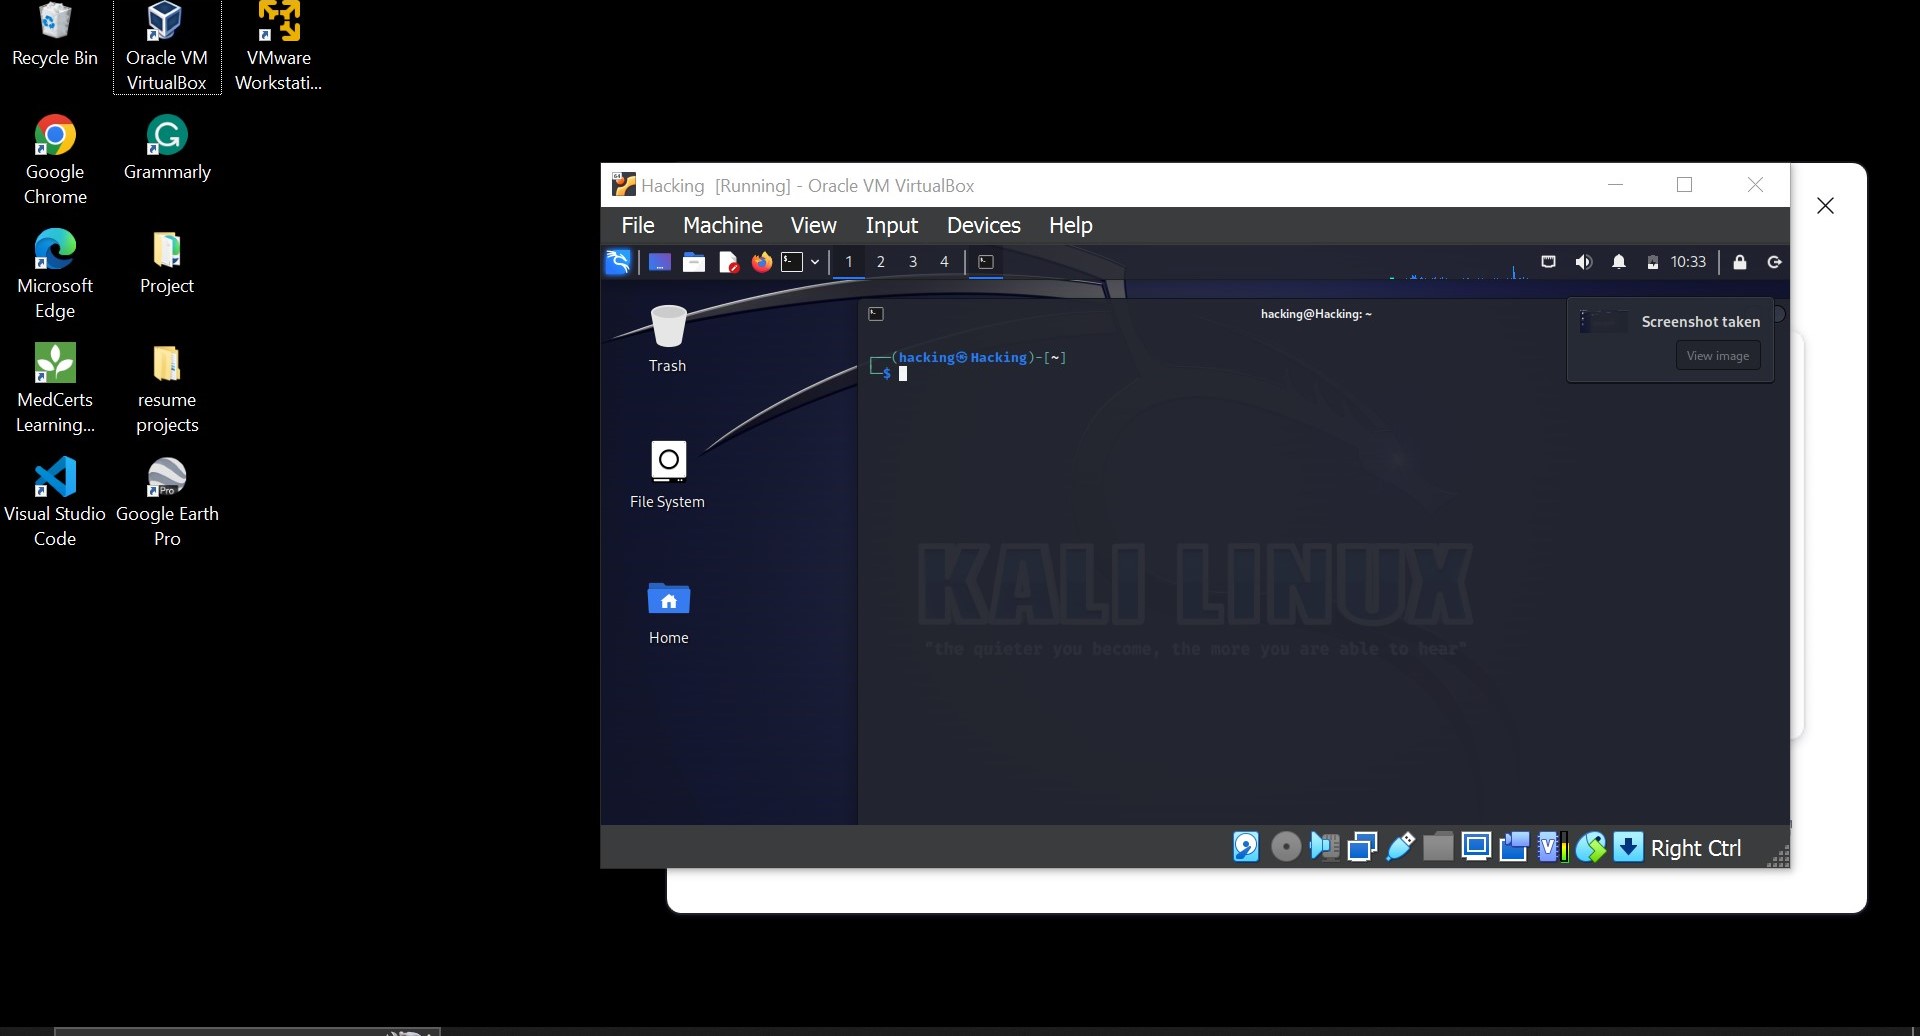 Recycle Bin
Oracle VM
VirtualBox
VMware
Workstati...
Google
Chrome
Grammarly
Microsoft
Edge
Project
MedCerts
Learning...
resume
projects
Visual Studio
Code
Google Earth
Pro
Pro
Hacking [Running] - Oracle VM VirtualBox
File Machine View Input Devices Help
1 2 3 4 10:33
Trash
File System
Home
hacking@Hacking: ~
(hacking㉿Hacking)-[~]
$
Screenshot taken
View image
KALI LINUX
"the quieter you become, the more you are able to hear"
V
Right Ctrl